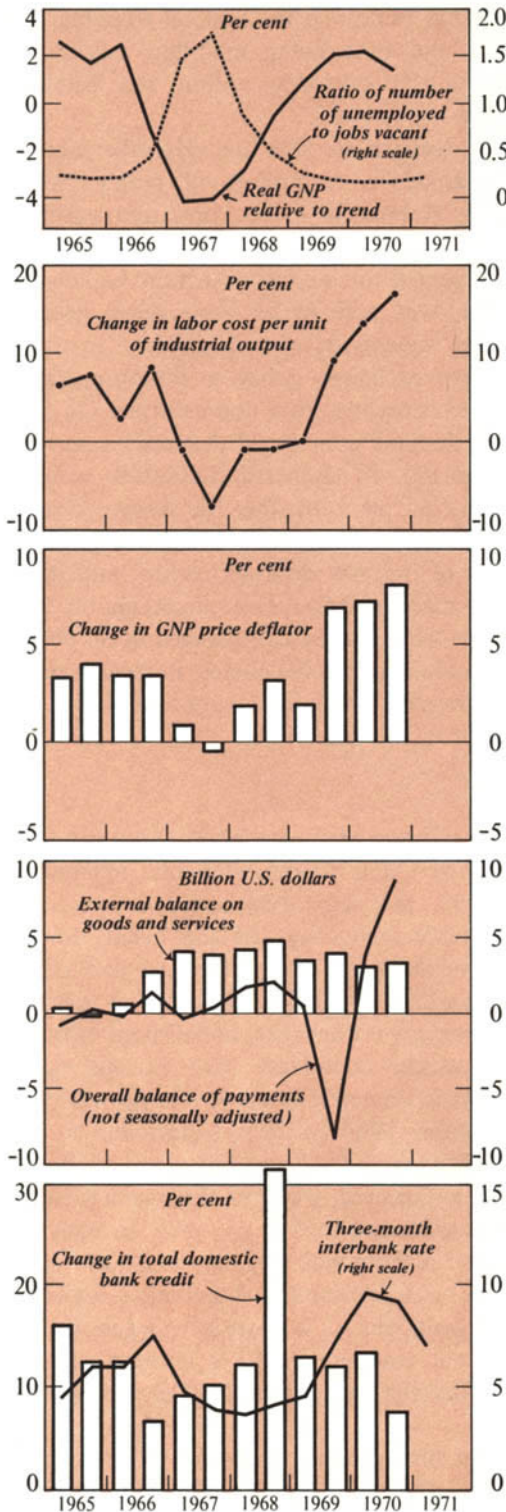 Per cent
4
2
0
-2
-4
2.0
1.5
1.0
0.5
0
Ratio of number
of unemployed
to jobs vacant
(right scale)
Real GNP
relative to trend
1965 1966 1967 1968 1969 1970 1971
Per cent
20
10
0
-10
20
10
0
-10
Change in labor cost per unit
of industrial output
Per cent
10
5
0
-5
10
5
0
-5
Change in GNP price deflator
Billion U.S. dollars
10
5
0
-5
-10
10
5
0
-5
-10
External balance on
goods and services
Overall balance of payments
(not seasonally adjusted)
Per cent
30
20
10
0
15
10
5
0
Change in total domestic
bank credit
Three-month
interbank rate
(right scale)
1965 1966 1967 1968 1969 1970 1971